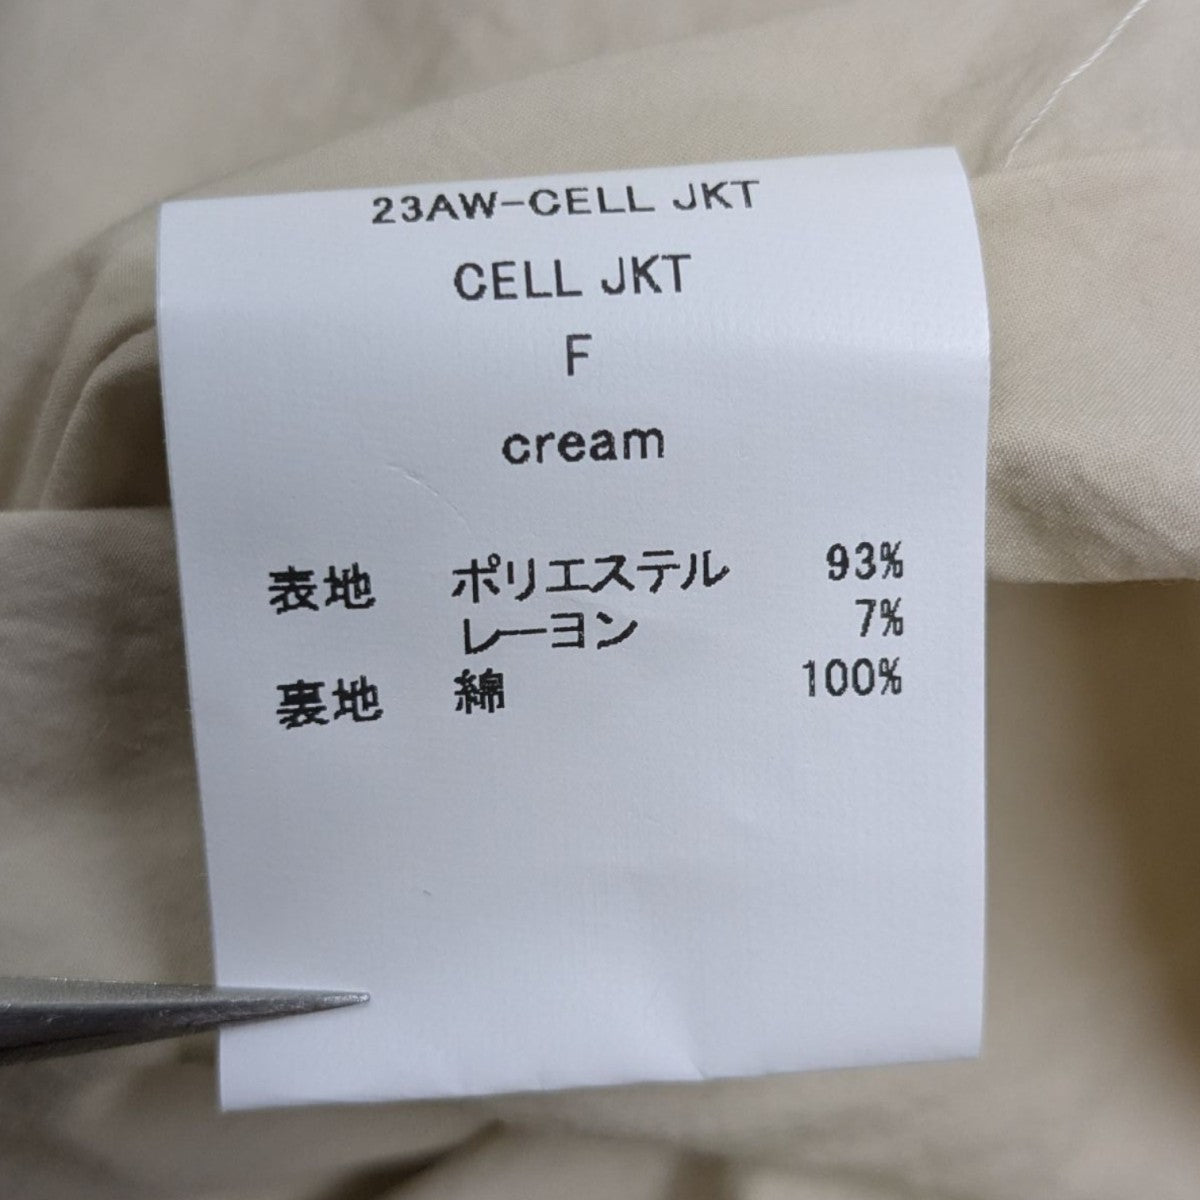 23AW-CELL JKT
CELL JKT
F
cream
表地 ポリエステル 93%
レーヨン 7%
裏地 綿 100%